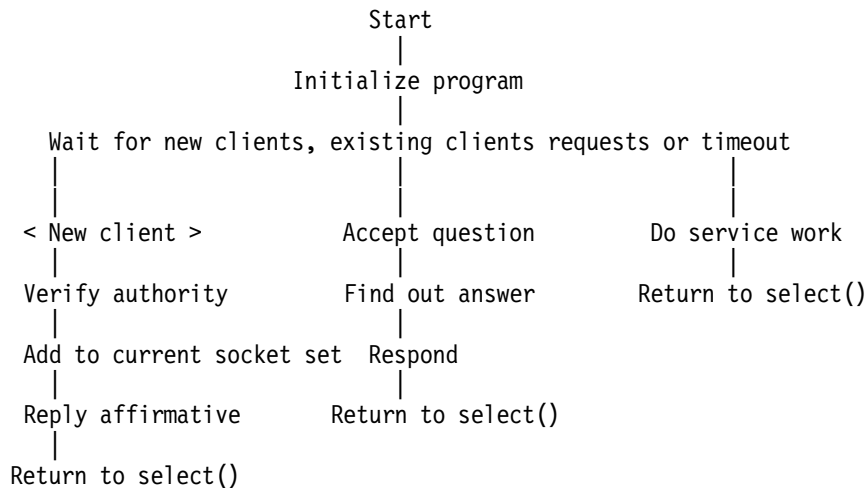 Start
Initialize program
Wait for new clients, existing clients requests or timeout
< New client > Accept question Do service work
Verify authority Find out answer Return to select()
Add to current socket set Respond
Reply affirmative Return to select()
Return to select()